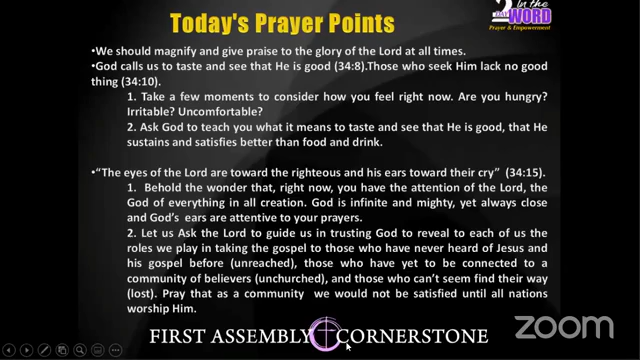 Today's Prayer Points
2 In the
WORD
Prayer & Empowerment
•We should magnify and give praise to the glory of the Lord at all times.
•God calls us to taste and see that He is good (34:8).Those who seek Him lack no good
thing (34:10).
1. Take a few moments to consider how you feel right now. Are you hungry?
Irritable? Uncomfortable?
2. Ask God to teach you what it means to taste and see that He is good, that He
sustains and satisfies better than food and drink.
•“The eyes of the Lord are toward the righteous and his ears toward their cry” (34:15).
1. Behold the wonder that, right now, you have the attention of the Lord, the
God of everything in all creation. God is infinite and mighty, yet always close
and God's ears are attentive to your prayers.
2. Let us Ask the Lord to guide us in trusting God to reveal to each of us the
roles we play in taking the gospel to those who have never heard of Jesus and
his gospel before (unreached), those who have yet to be connected to a
community of believers (unchurched), and those who can't seem find their way
(lost). Pray that as a community we would not be satisfied until all nations
worship Him.
FIRST ASSEMBLY CORNERSTONE
zoom